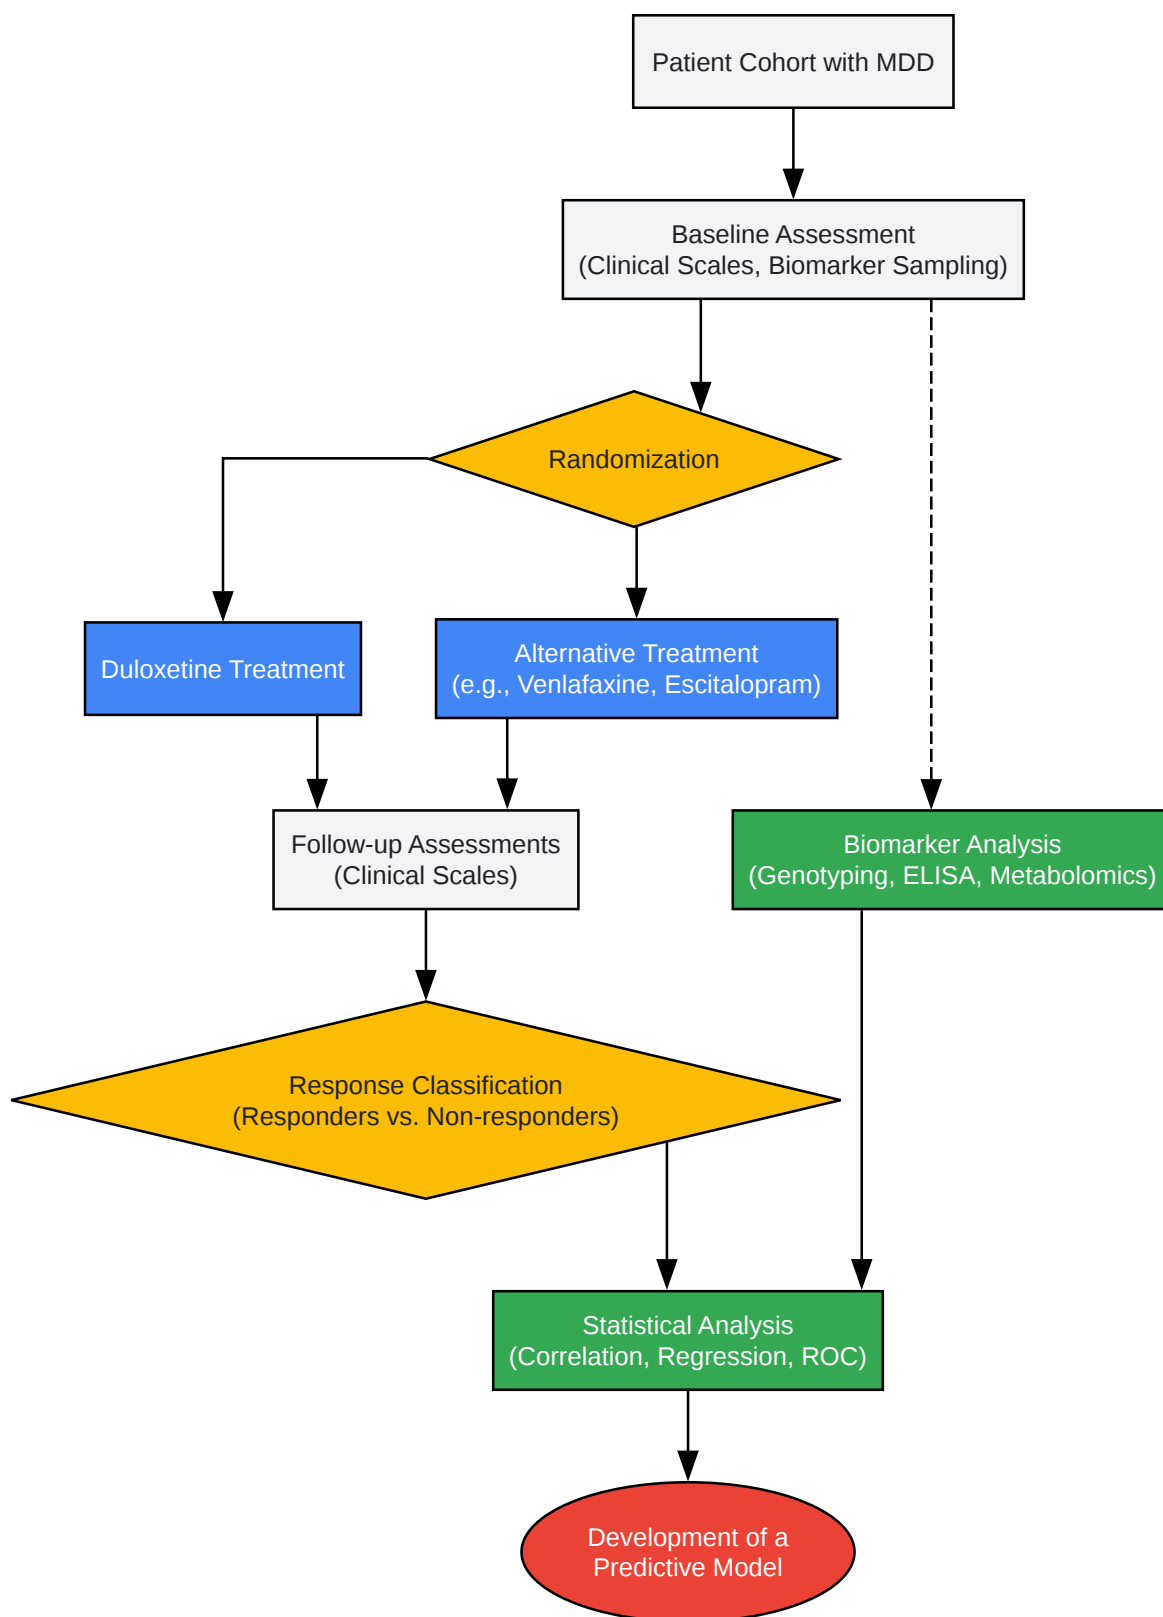 Patient Cohort with MDD
Baseline Assessment
(Clinical Scales, Biomarker Sampling)
Randomization
Duloxetine Treatment
Alternative Treatment
(e.g., Venlafaxine, Escitalopram)
Follow-up Assessments
(Clinical Scales)
Biomarker Analysis
(Genotyping, ELISA, Metabolomics)
Response Classification
(Responders vs. Non-responders)
Statistical Analysis
(Correlation, Regression, ROC)
Development of a
Predictive Model